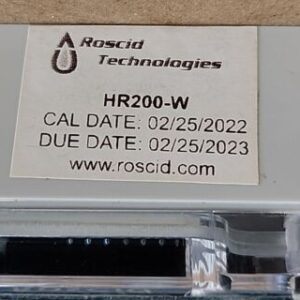 Roscid
Technologies
HR200-W
CAL DATE: 02/25/2022
DUE DATE: 02/25/2023
www.roscid.com